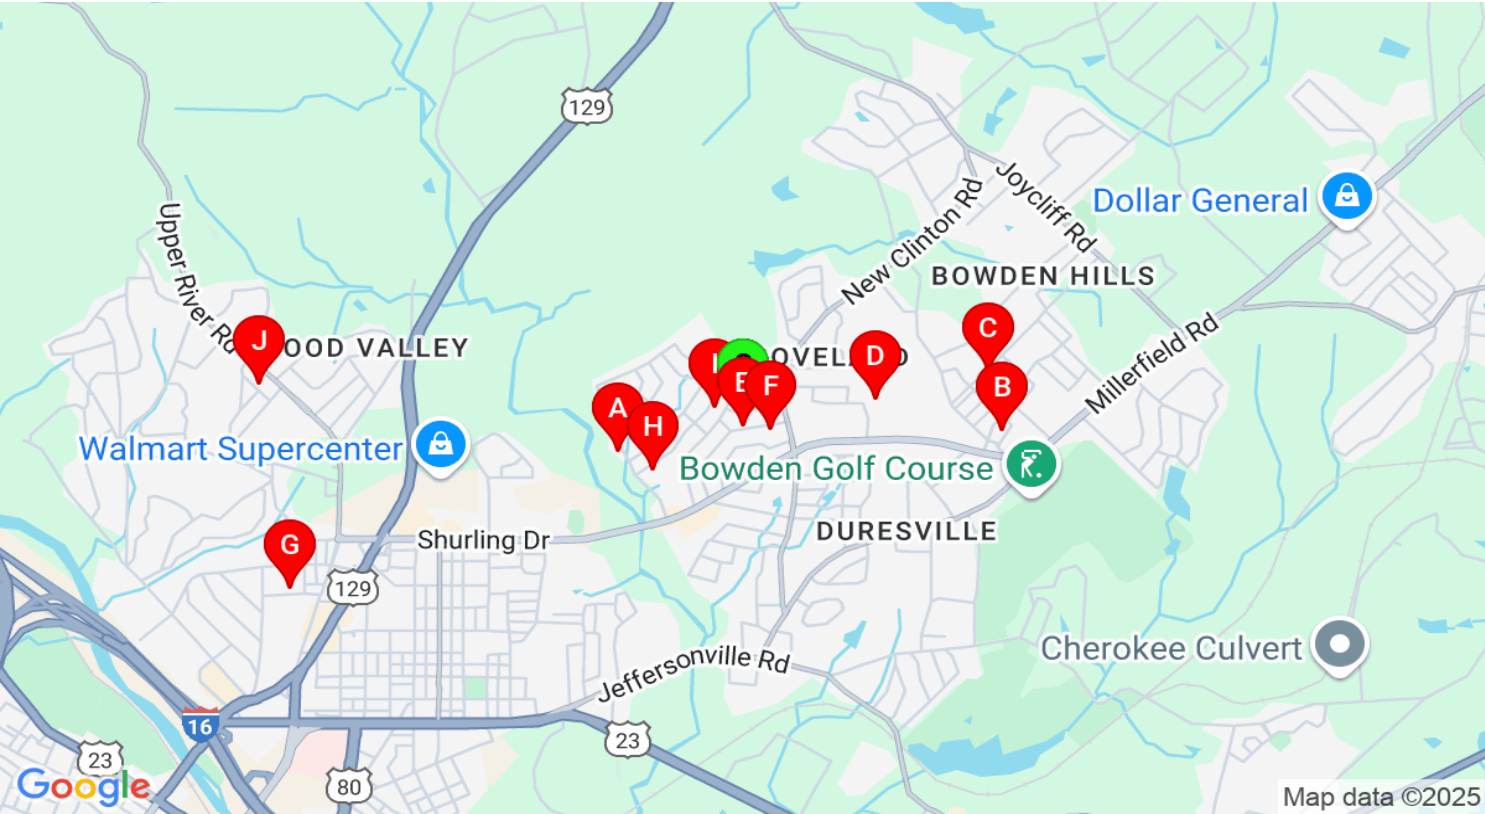 129
Joycliff Rd
Dollar General
New Clinton Rd
Upper River Rd
BOWDEN HILLS
C
J
OOD VALLEY
OVEL
D
I
E
F
B
Millerfield Rd
A
H
Walmart Supercenter
Bowden Golf Course
DURESVILLE
Shurling Dr
G
129
Cherokee Culvert
Jeffersonville Rd
16
23
23
80
Google
Map data ©2025